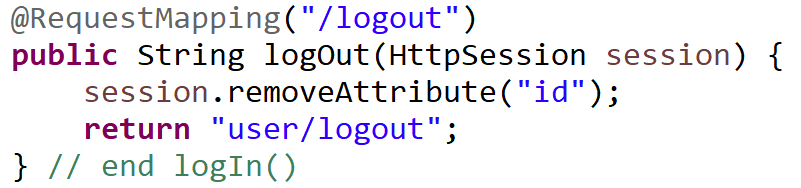 @RequestMapping("/logout")
public String logOut(HttpSession session) {
    session.removeAttribute("id");
    return "user/logout";
} // end logIn()